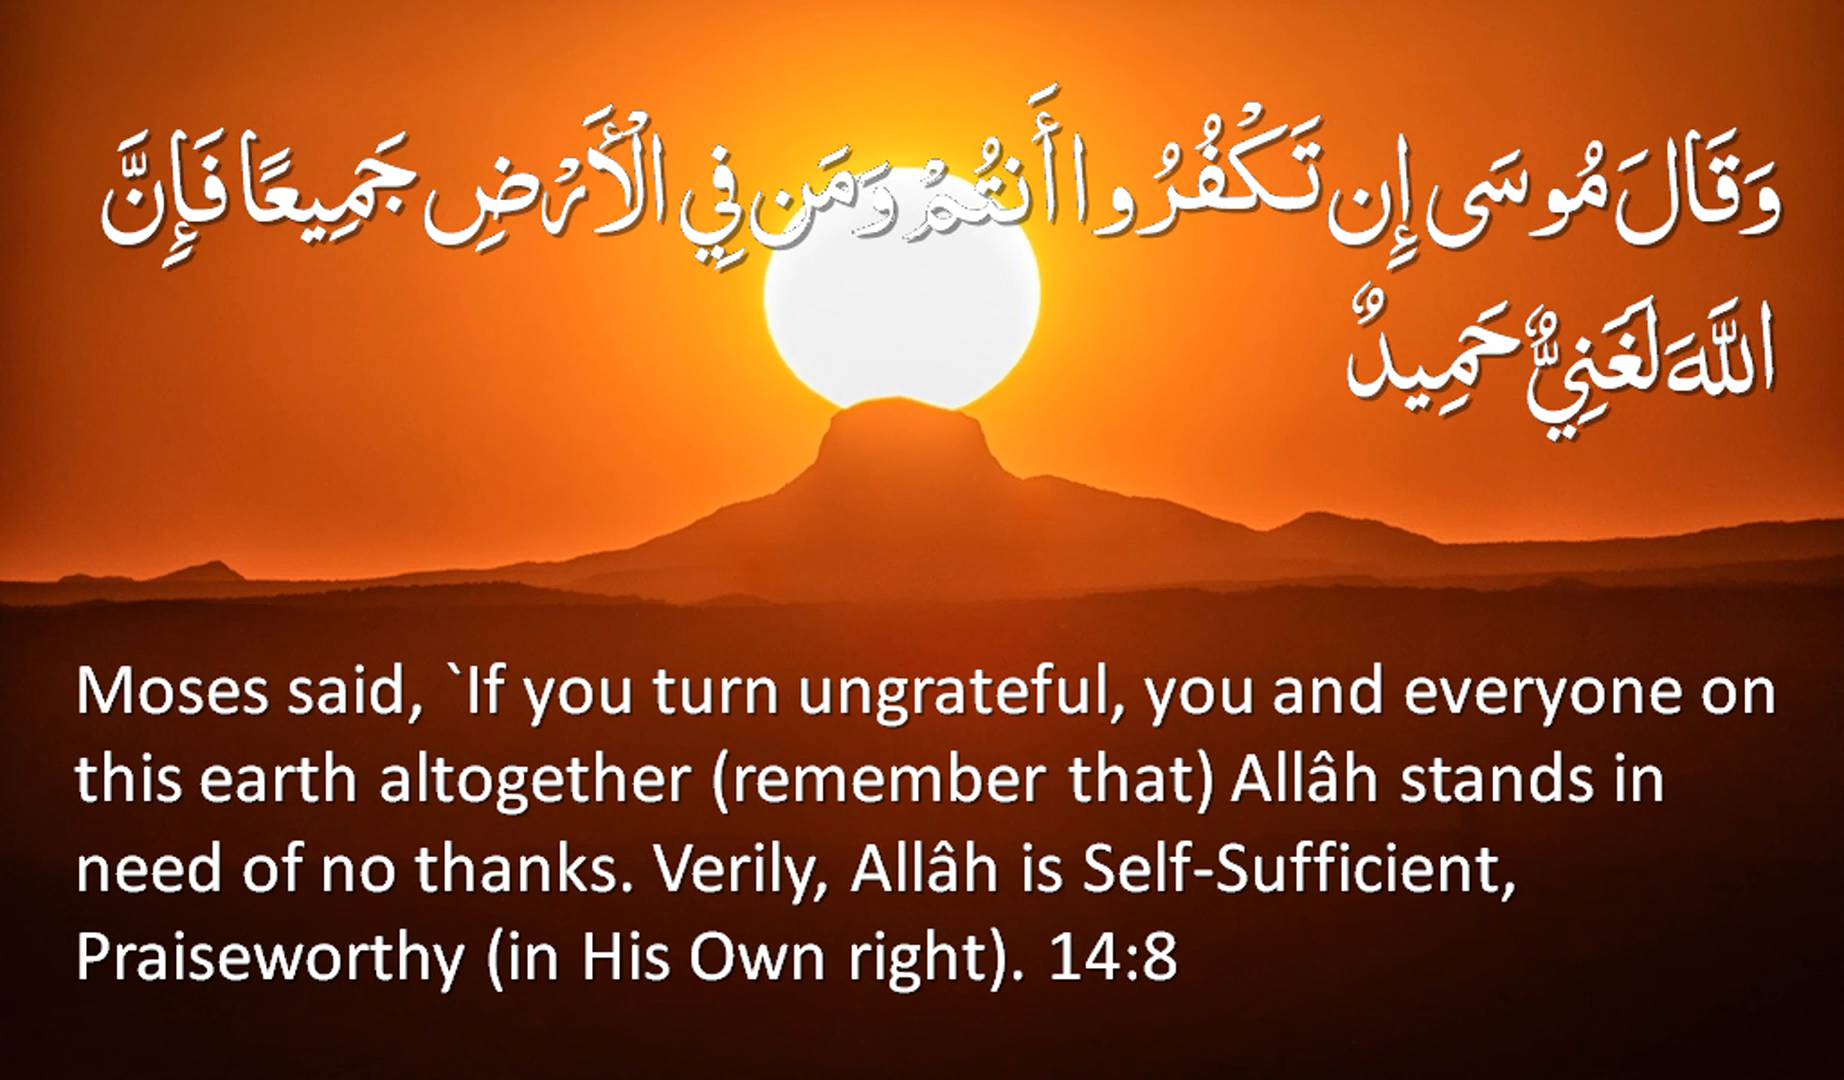 وَقَالَ مُوسَى إِن تَكْفُرُوا أَنتُمْ وَمَن فِي الْأَرْضِ جَمِيعًا فَإِنَّ
اللَّهَ لَغَنِيٌّ حَمِيدٌ
Moses said, `If you turn ungrateful, you and everyone on
this earth altogether (remember that) Allâh stands in
need of no thanks. Verily, Allâh is Self-Sufficient,
Praiseworthy (in His Own right). 14:8